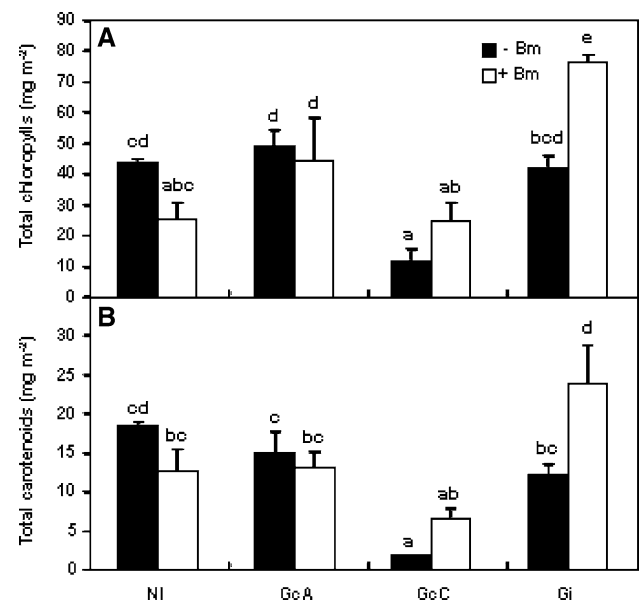 A
Total chloropylls (mg m⁻²)
90
80
70
60
50
40
30
20
10
0
- Bm
+ Bm
cd
abc
d
d
a
ab
bcd
e
B
Total carotenoids (mg m⁻²)
30
25
20
15
10
5
0
cd
bc
c
bc
a
ab
bc
d
NI GcA GcC Gi